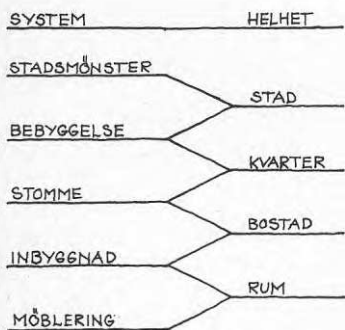 SYSTEM HELHET
STADSMÖNSTER
STAD
BEBYGGELSE
KVARTER
STOMME
BOSTAD
INBYGGNAD
RUM
MÖBLERING